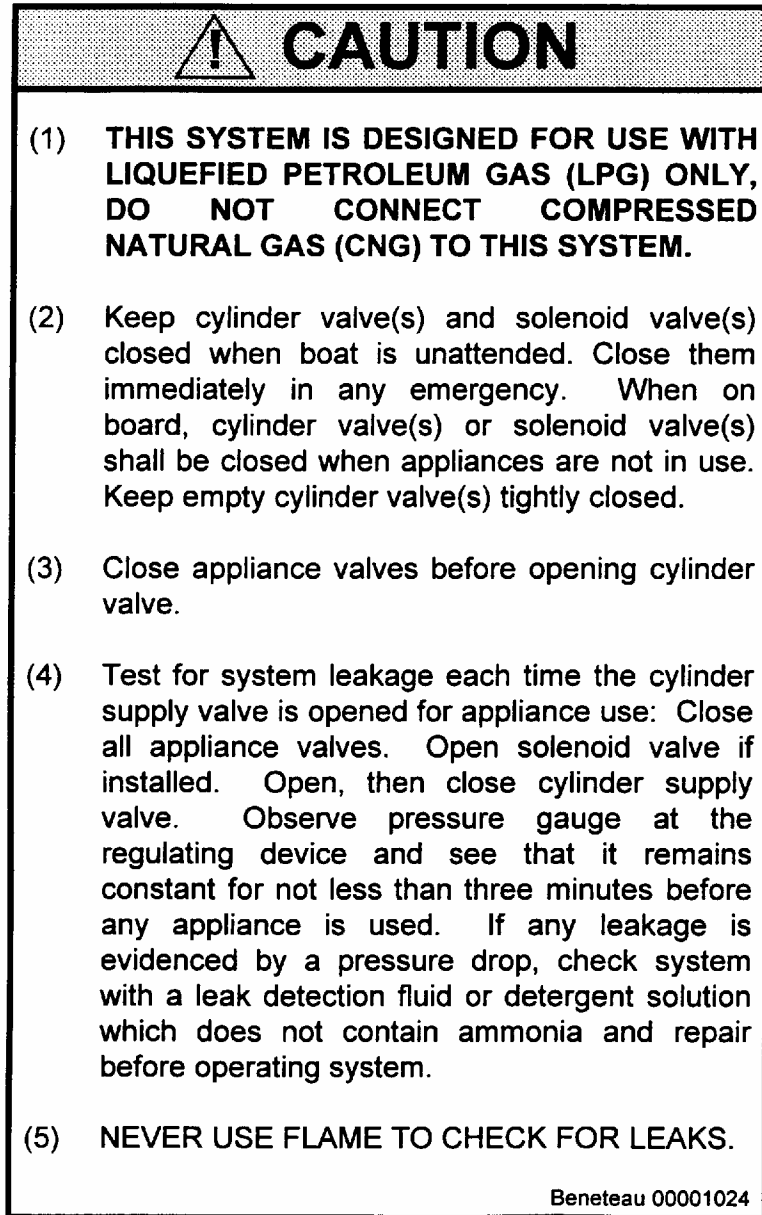 CAUTION
(1) THIS SYSTEM IS DESIGNED FOR USE WITH
LIQUEFIED PETROLEUM GAS (LPG) ONLY,
DO NOT CONNECT COMPRESSED
NATURAL GAS (CNG) TO THIS SYSTEM.
(2) Keep cylinder valve(s) and solenoid valve(s)
closed when boat is unattended. Close them
immediately in any emergency. When on
board, cylinder valve(s) or solenoid valve(s)
shall be closed when appliances are not in use.
Keep empty cylinder valve(s) tightly closed.
(3) Close appliance valves before opening cylinder
valve.
(4) Test for system leakage each time the cylinder
supply valve is opened for appliance use: Close
all appliance valves. Open solenoid valve if
installed. Open, then close cylinder supply
valve. Observe pressure gauge at the
regulating device and see that it remains
constant for not less than three minutes before
any appliance is used. If any leakage is
evidenced by a pressure drop, check system
with a leak detection fluid or detergent solution
which does not contain ammonia and repair
before operating system.
(5) NEVER USE FLAME TO CHECK FOR LEAKS.
Beneteau 00001024